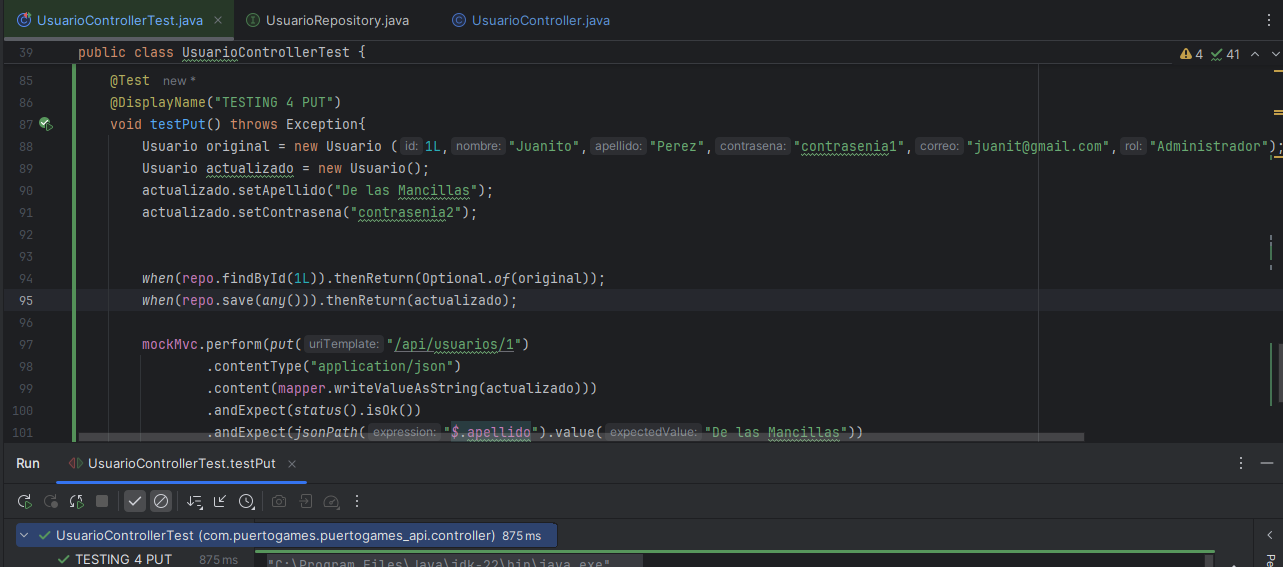 UsuarioControllerTest.java × UsuarioRepository.java UsuarioController.java
39 public class UsuarioControllerTest { 4 41
85 @Test new *
86 @DisplayName("TESTING 4 PUT")
87 void testPut() throws Exception{
88 Usuario original = new Usuario ( id: 1L, nombre: "Juanito", apellido: "Perez", contrasena: "contrasenia1", correo: "juanit@gmail.com", rol: "Administrador");
89 Usuario actualizado = new Usuario();
90 actualizado.setApellido("De las Mancillas");
91 actualizado.setContrasena("contrasenia2");
92
93
94 when(repo.findById(1L)).thenReturn(Optional.of(original));
95 when(repo.save(any())).thenReturn(actualizado);
96
97 mockMvc.perform(put( uriTemplate: "/api/usuarios/1")
98 .contentType("application/json")
99 .content(mapper.writeValueAsString(actualizado)))
100 .andExpect(status().isOk())
101 .andExpect(jsonPath( expression: "$.apellido").value( expectedValue: "De las Mancillas"))
Run UsuarioControllerTest.testPut ×
UsuarioControllerTest (com.puertogames.puertogames_api.controller) 875 ms
TESTING 4 PUT 875 ms "C:\Program Files\Java\jdk-22\bin\java.exe"